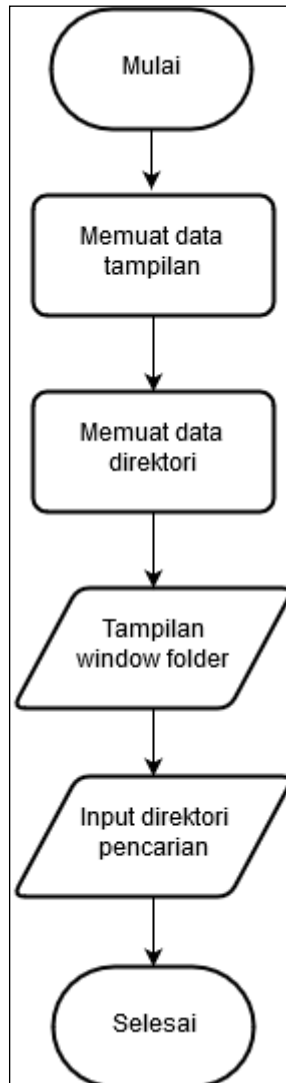 Mulai
Memuat data
tampilan
Memuat data
direktori
Tampilan
window folder
Input direktori
pencarian
Selesai